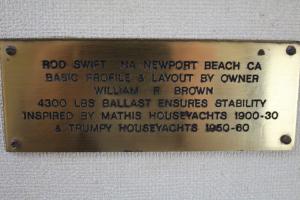 ROD SWIFT NA NEWPORT BEACH CA
BASIC PROFILE & LAYOUT BY OWNER
WILLIAM R BROWN
4300 LBS BALLAST ENSURES STABILITY
INSPIRED BY MATHIS HOUSEYACHTS 1900-30
& TRUMPY HOUSEYACHTS 1950-60